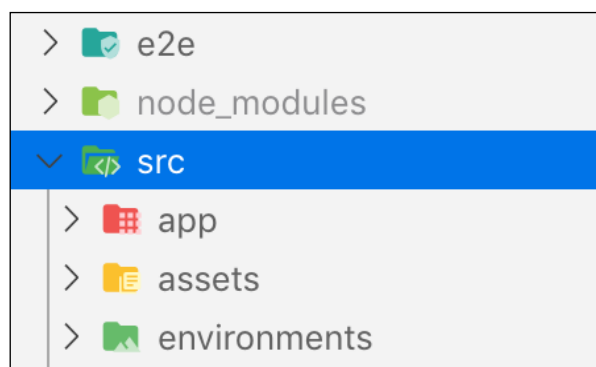 e2e
node_modules
src
app
assets
environments